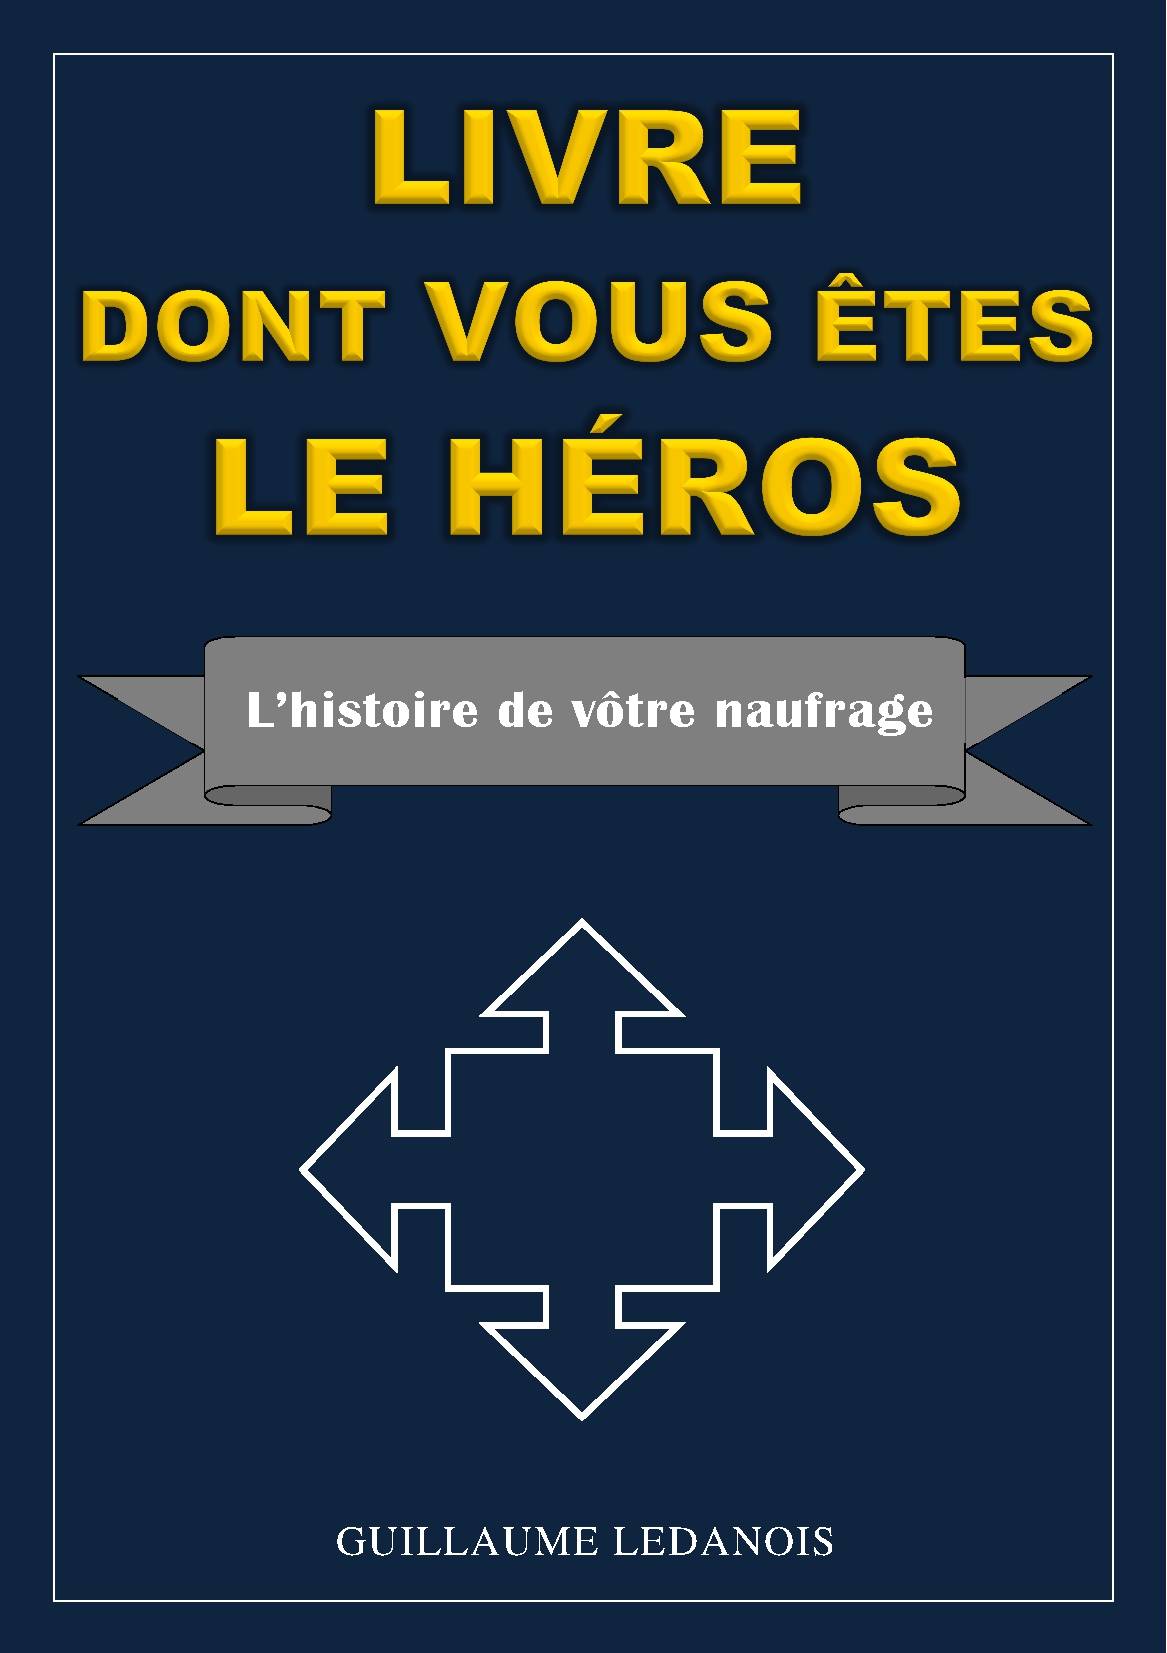 LIVRE
DONT VOUS ÊTES
LE HÉROS
L'histoire de vôtre naufrage
GUILLAUME LEDANOIS